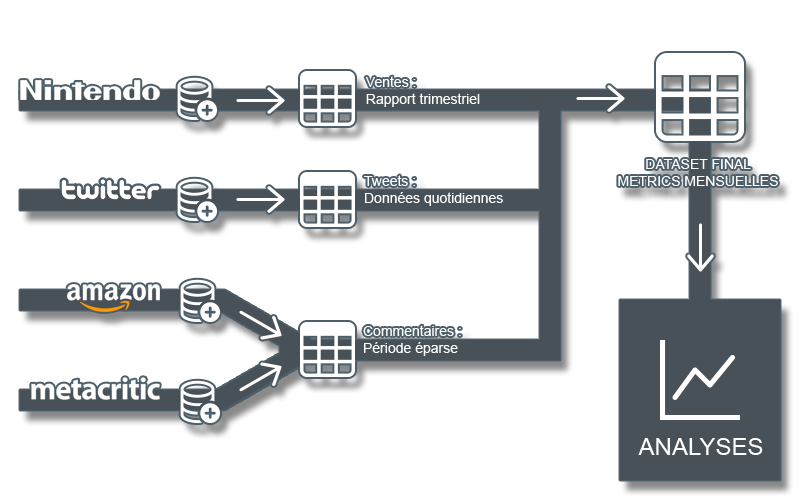 Nintendo
Ventes :
Rapport trimestriel
twitter
Tweets :
Données quotidiennes
amazon
metacritic
Commentaires :
Période éparse
DATASET FINAL
METRICS MENSUELLES
ANALYSES